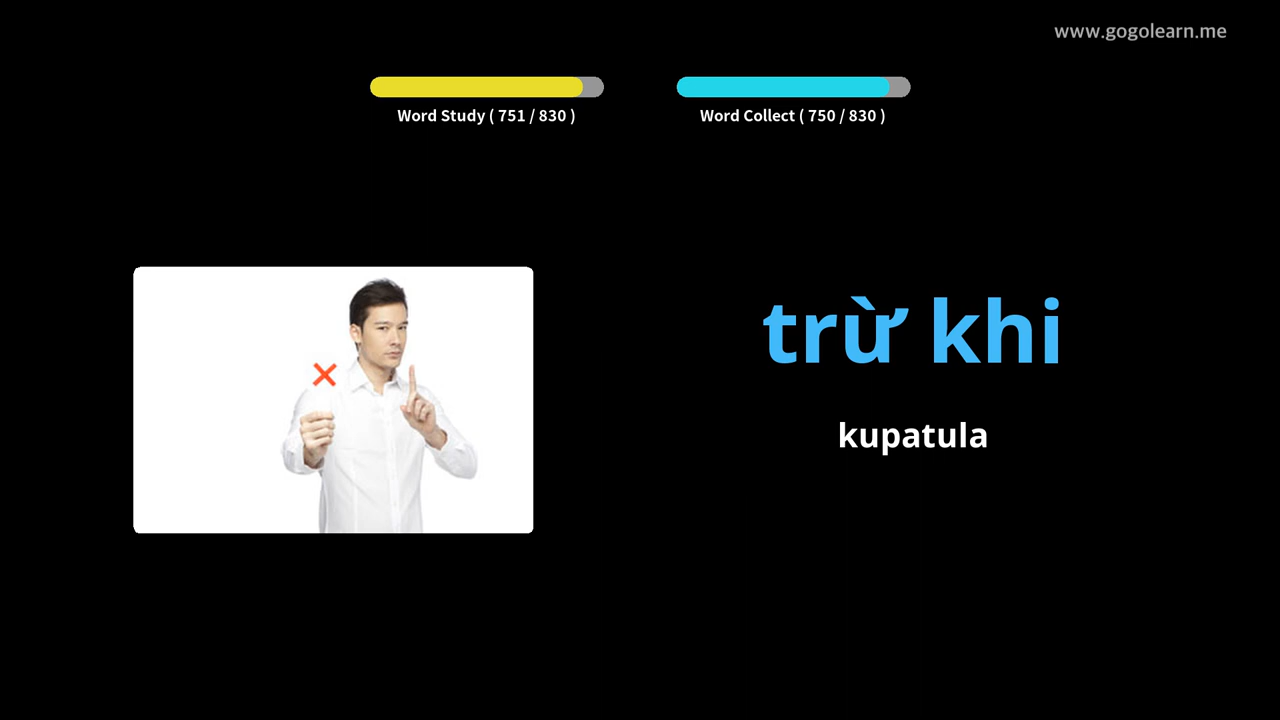 www.gogolearn.me
Word Study ( 751 / 830 )
Word Collect ( 750 / 830 )
trừ khi
kupatula